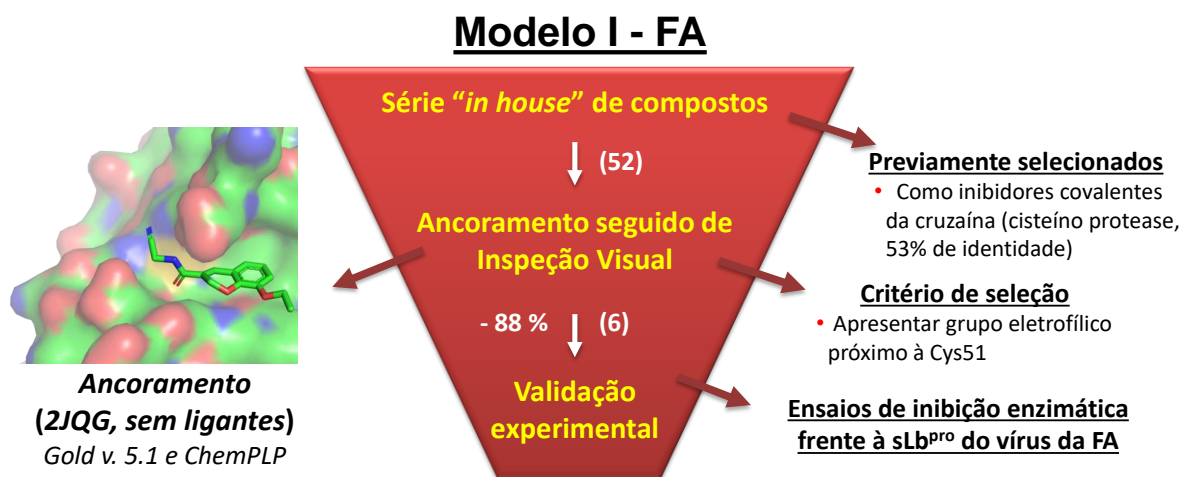 Modelo I - FA
Série “in house” de compostos
(52)
Ancoramento seguido de
Inspeção Visual
- 88 %
(6)
Validação
experimental
Ancoramento
(2JQG, sem ligantes)
Gold v. 5.1 e ChemPLP
Previamente selecionados
• Como inibidores covalentes
da cruzaína (cisteíno protease,
53% de identidade)
Critério de seleção
• Apresentar grupo eletrofílico
próximo à Cys51
Ensaios de inibição enzimática
frente à sLbᵖʳᵒ do vírus da FA